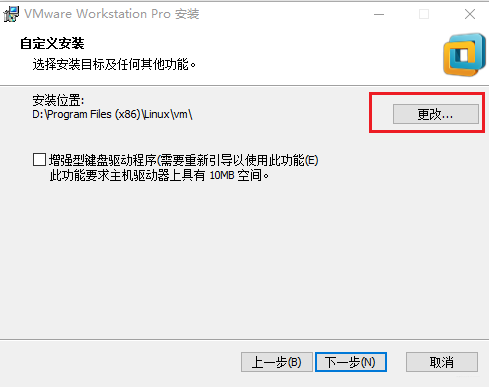 VMware Workstation Pro 安装
自定义安装
选择安装目标及任何其他功能。
安装位置:
D:\Program Files (x86)\Linux\vm\
更改...
增强型键盘驱动程序(需要重新引导以使用此功能(E)
此功能要求主机驱动器上具有 10MB 空间。
上一步(B)
下一步(N)
取消